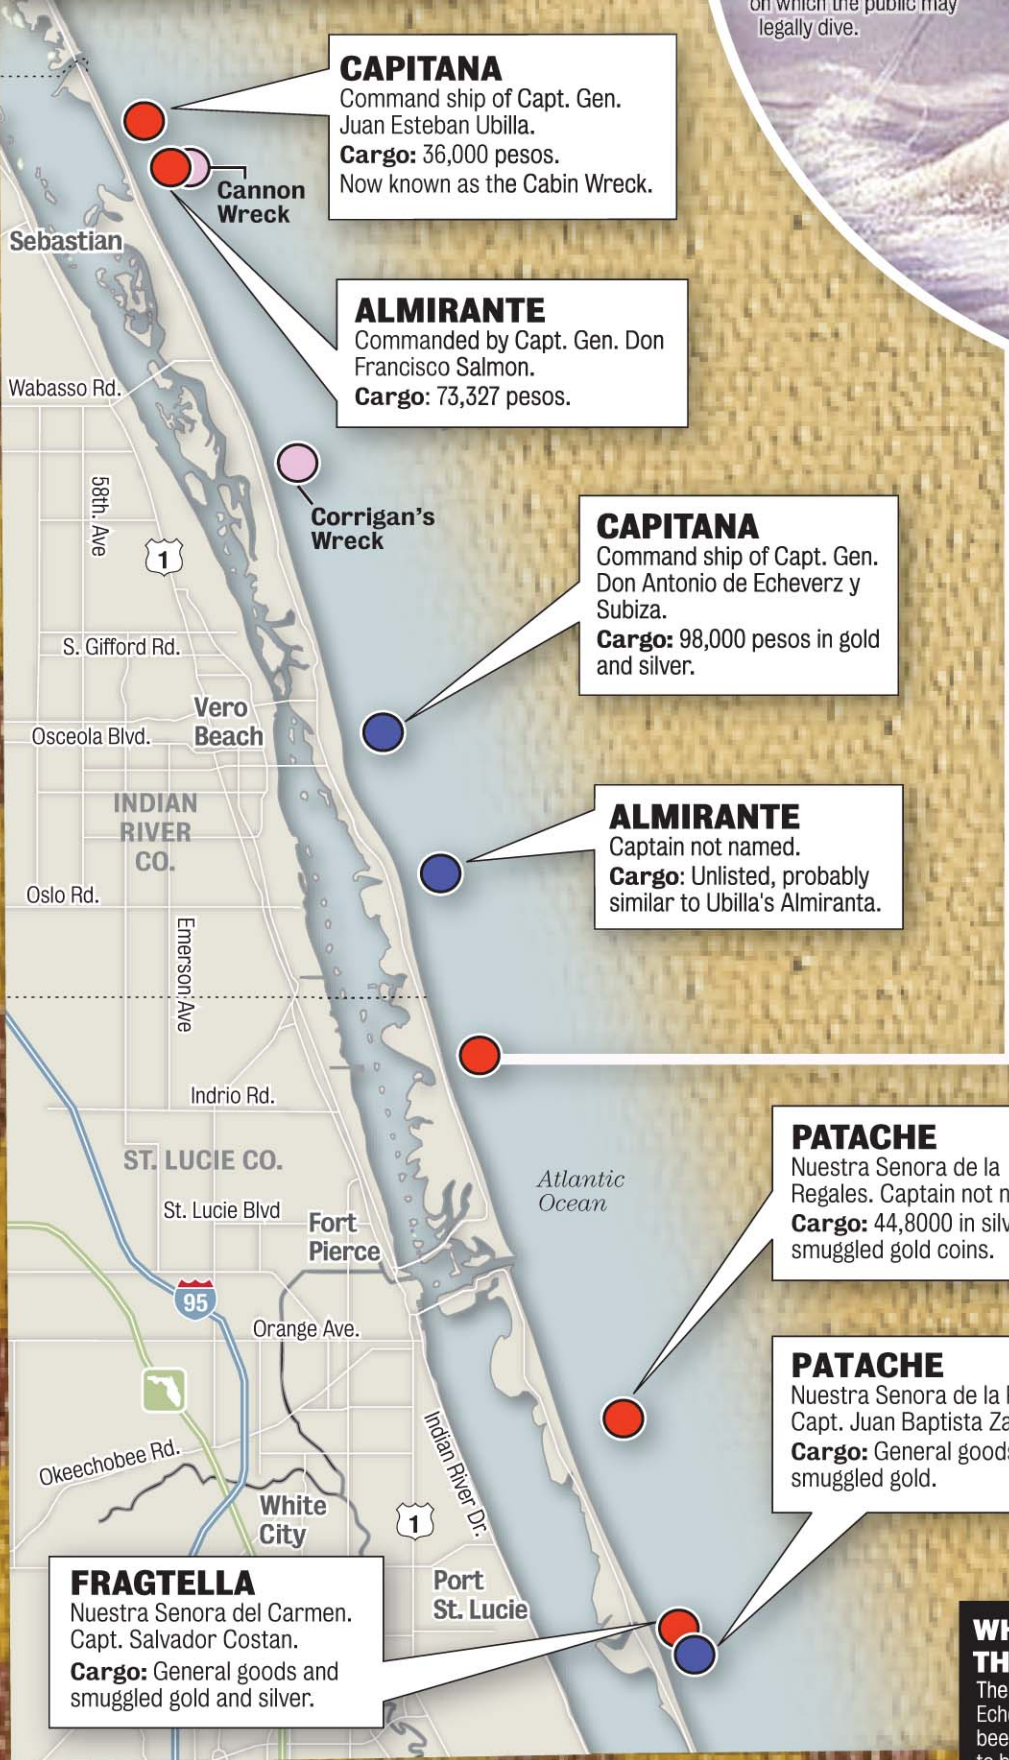 on which the public may
legally dive.
CAPITANA
Command ship of Capt. Gen.
Juan Esteban Ubilla.
Cargo: 36,000 pesos.
Now known as the Cabin Wreck.
Cannon
Wreck
Sebastian
ALMIRANTE
Commanded by Capt. Gen. Don
Francisco Salmon.
Cargo: 73,327 pesos.
Wabasso Rd.
Corrigan's
Wreck
58th. Ave
1
CAPITANA
Command ship of Capt. Gen.
Don Antonio de Echeverz y
Subiza.
Cargo: 98,000 pesos in gold
and silver.
S. Gifford Rd.
Vero
Beach
Osceola Blvd.
INDIAN
RIVER
CO.
ALMIRANTE
Captain not named.
Cargo: Unlisted, probably
similar to Ubilla's Almiranta.
Oslo Rd.
Emerson Ave
Indrio Rd.
ST. LUCIE CO.
Atlantic
Ocean
PATACHE
Nuestra Senora de la
Regales. Captain not
Cargo: 44,8000 in
smuggled gold coins.
St. Lucie Blvd
Fort
Pierce
95
Orange Ave.
PATACHE
Nuestra Senora de la
Capt. Juan Baptista
Cargo: General goods
smuggled gold.
Okeechobee Rd.
Indian River Dr.
White
City
1
Port
St. Lucie
FRAGTELLA
Nuestra Senora del Carmen.
Capt. Salvador Costan.
Cargo: General goods and
smuggled gold and silver.
The